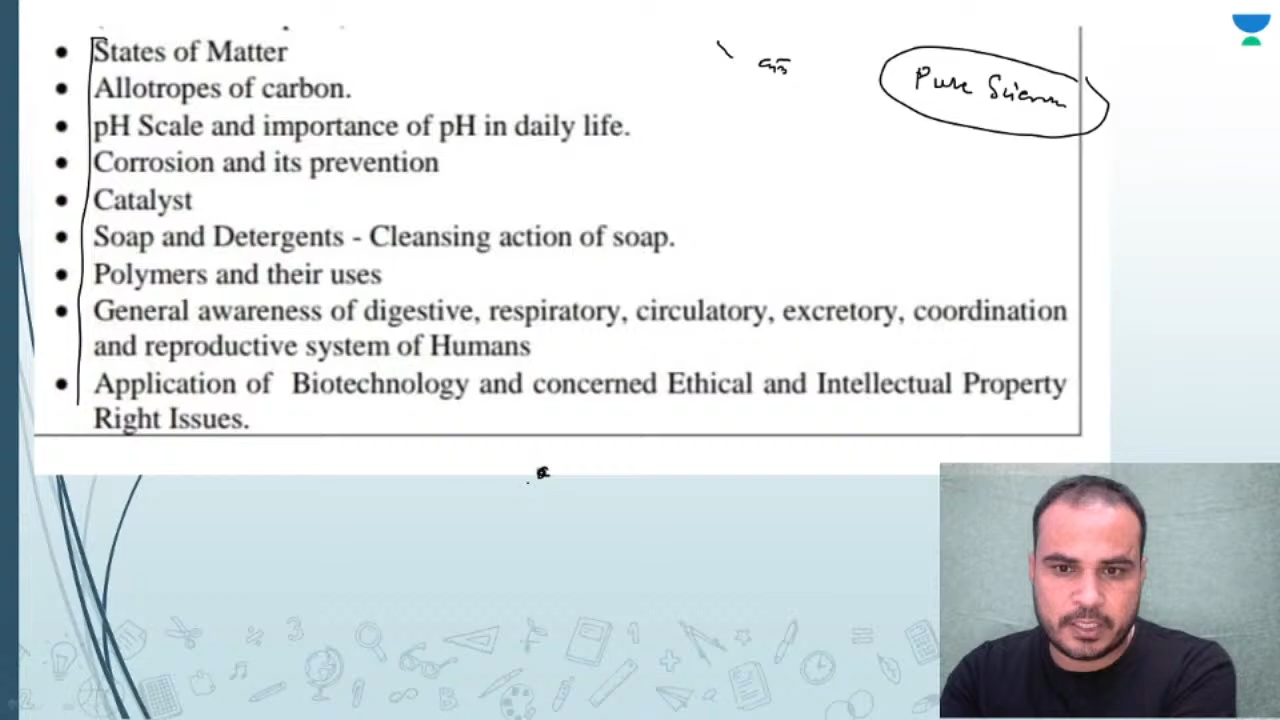 • States of Matter
• Allotropes of carbon.
• pH Scale and importance of pH in daily life.
• Corrosion and its prevention
• Catalyst
• Soap and Detergents - Cleansing action of soap.
• Polymers and their uses
• General awareness of digestive, respiratory, circulatory, excretory, coordination
and reproductive system of Humans
• Application of Biotechnology and concerned Ethical and Intellectual Property
Right Issues.
Pure Science